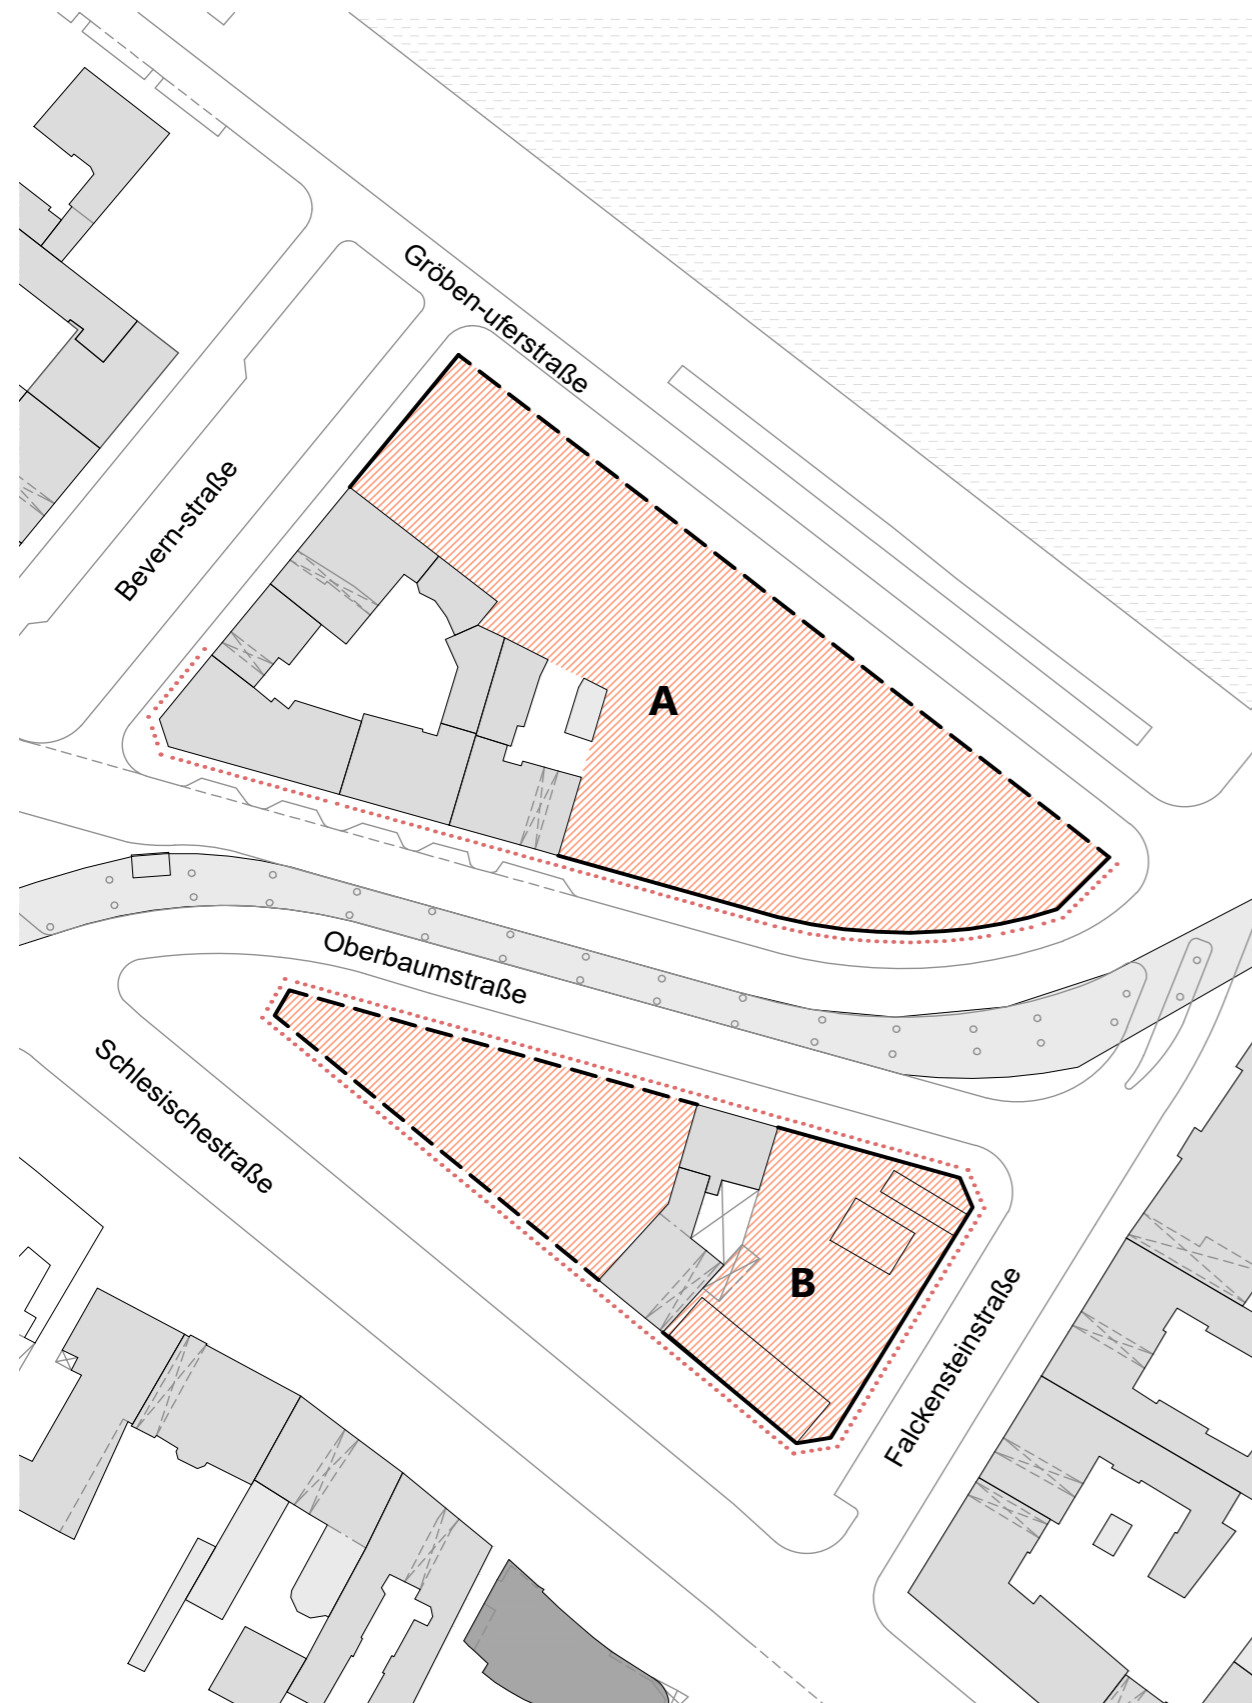 Gröben-uferstraße
Bevern-straße
A
Oberbaumstraße
Schlesischestraße
B
Falckensteinstraße